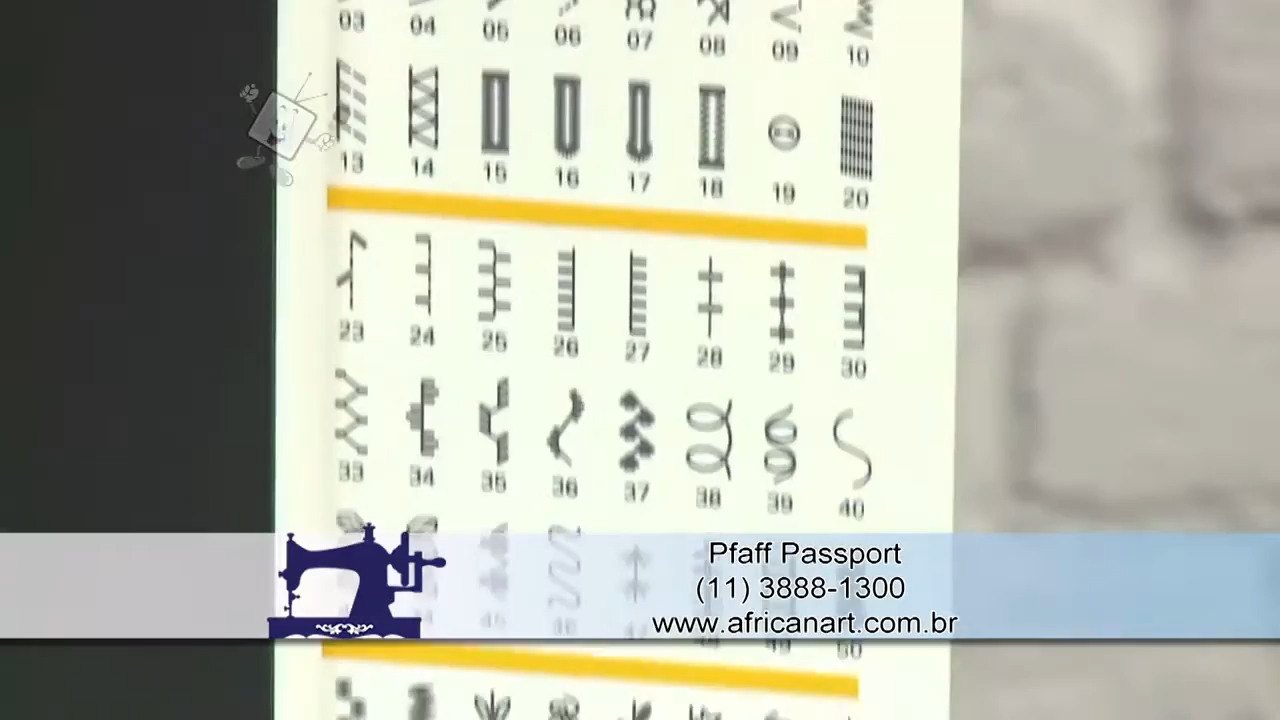 03 04 05 06 07 08 09 10
13 14 15 16 17 18 19 20
23 24 25 26 27 28 29 30
33 34 35 36 37 38 39 40
50
Pfaff Passport
(11) 3888-1300
www.africanart.com.br